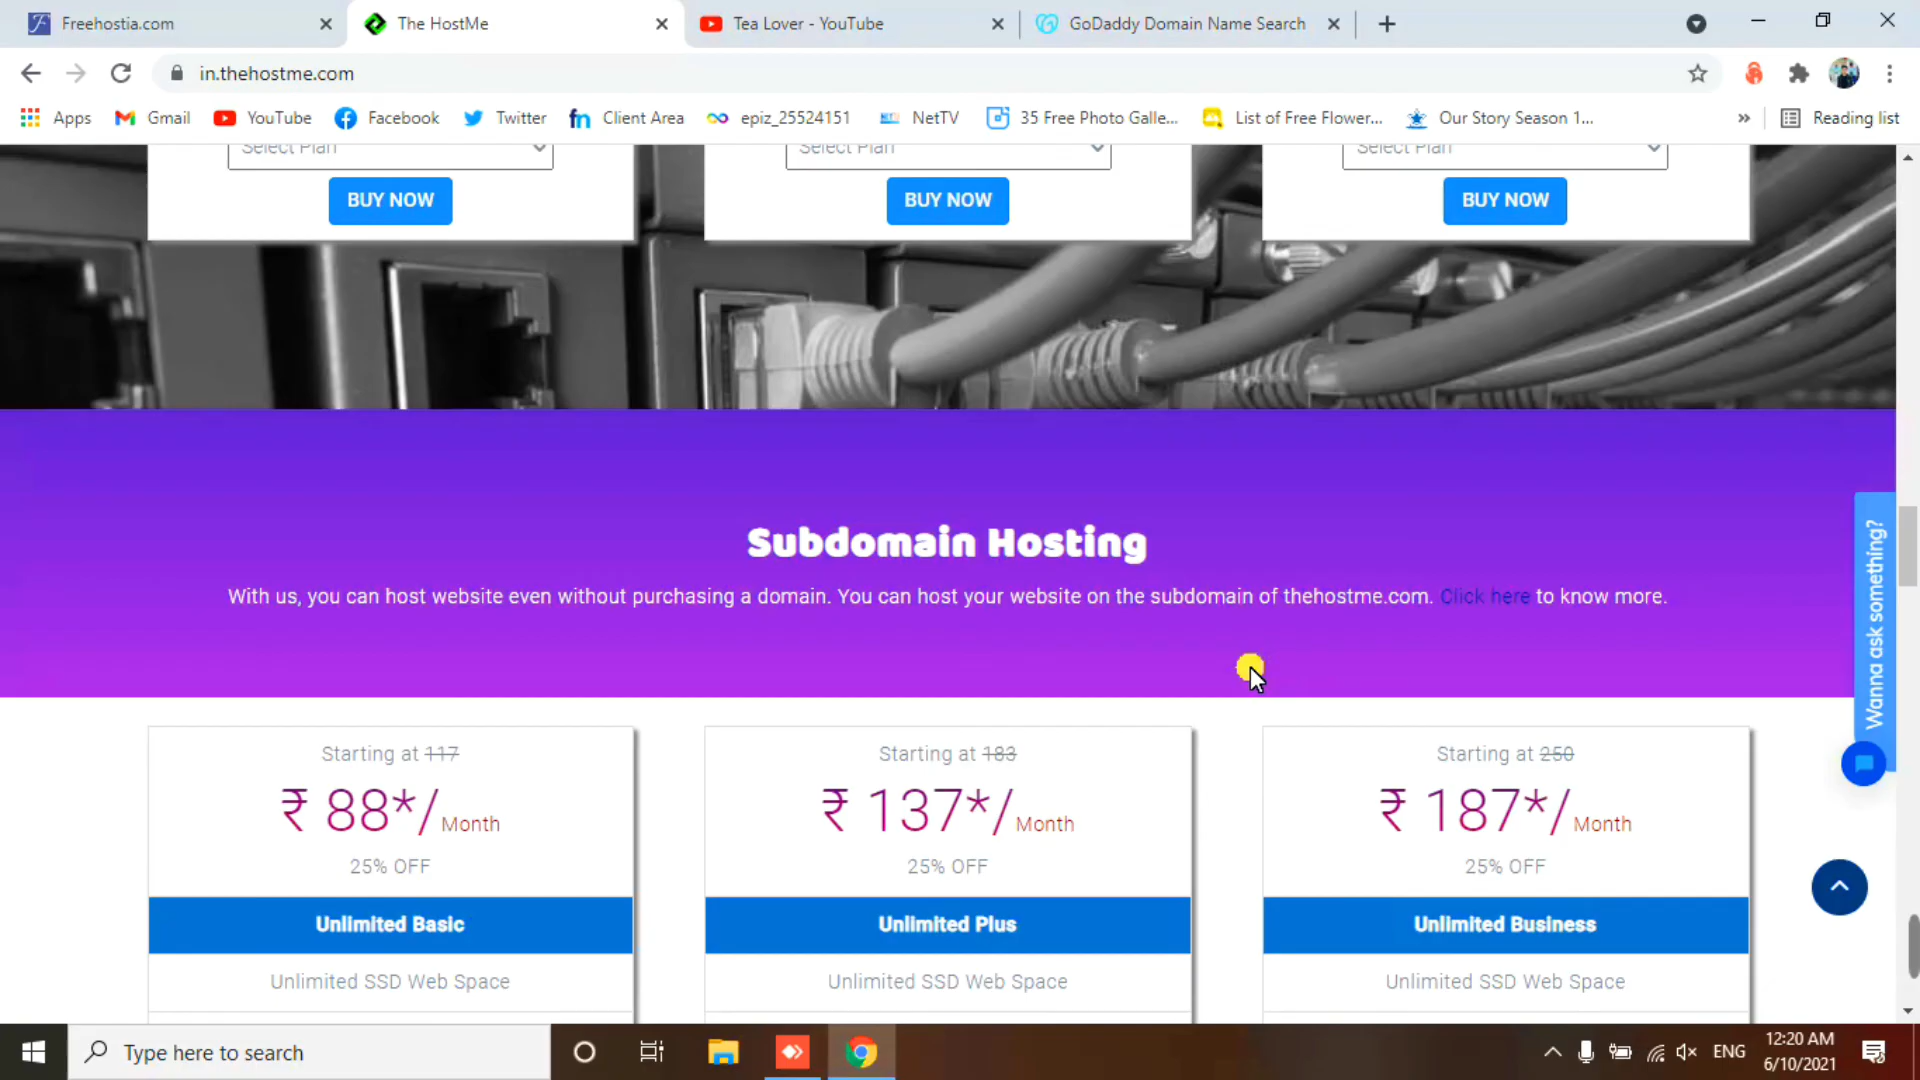 Freehostia.com
The HostMe
Tea Lover - YouTube
GoDaddy Domain Name Search
in.thehostme.com
Apps
Gmail
YouTube
Facebook
Twitter
Client Area
epiz_25524151
NetTV
35 Free Photo Galle...
List of Free Flower...
Our Story Season 1...
»
Reading list
Select Plan
Select Plan
Select Plan
BUY NOW
BUY NOW
BUY NOW
Subdomain Hosting
With us, you can host website even without purchasing a domain. You can host your website on the subdomain of thehostme.com. Click here to know more.
Wanna ask something?
Starting at 117
₹ 88*/Month
25% OFF
Unlimited Basic
Unlimited SSD Web Space
Starting at 183
₹ 137*/Month
25% OFF
Unlimited Plus
Unlimited SSD Web Space
Starting at 250
₹ 187*/Month
25% OFF
Unlimited Business
Unlimited SSD Web Space
Type here to search
ENG
12:20 AM
6/10/2021